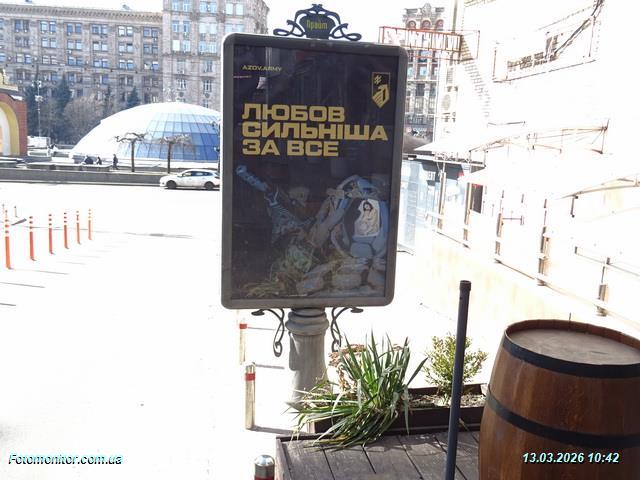 Прайм
AZOV.ARMY
ЛЮБОВ
СИЛЬНІША
ЗА ВСЕ
Fotomonitor.com.ua
13.03.2026 10:42